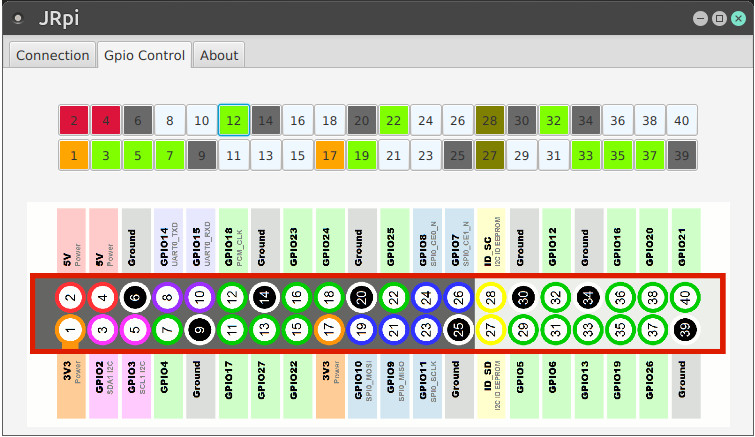 JRpi
Connection Gpio Control About
2 4 6 8 10 12 14 16 18 20 22 24 26 28 30 32 34 36 38 40
1 3 5 7 9 11 13 15 17 19 21 23 25 27 29 31 33 35 37 39
5V Power
5V Power
Ground
GPIO14 UART0_TXD
GPIO15 UART0_RXD
GPIO18 PCM_CLK
Ground
GPIO23
GPIO24
Ground
GPIO25
GPIO8 SPI0_CE0_N
GPIO7 SPI0_CE1_N
ID_SC I2C ID EEPROM
Ground
GPIO12
Ground
GPIO16
GPIO20
GPIO21
2 4 6 8 10 12 14 16 18 20 22 24 26 28 30 32 34 36 38 40
1 3 5 7 9 11 13 15 17 19 21 23 25 27 29 31 33 35 37 39
3V3 Power
GPIO2 SDA1 I2C
GPIO3 SCL1 I2C
GPIO4
Ground
GPIO17
GPIO27
GPIO22
3V3 Power
GPIO10 SPI0_MOSI
GPIO9 SPI0_MISO
GPIO11 SPI0_SCLK
Ground
ID_SD I2C ID EEPROM
GPIO5
GPIO6
GPIO13
GPIO19
GPIO26
Ground